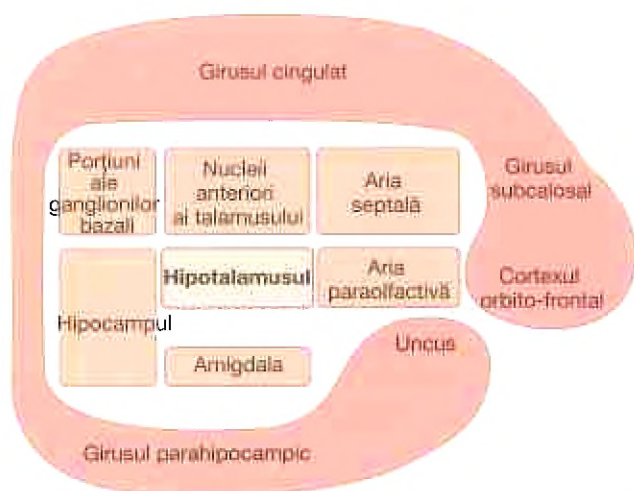 Girusul cingulat
Porțiuni
ale
ganglionilor
bazali
Nucleii
anteriori
ai talamusului
Aria
septală
Girusul
subcalosal
Hipocampul
Hipotalamusul
Aria
paraolfactivă
Cortexul
orbito-frontal
Amigdala
Uncus
Girusul parahipocampic